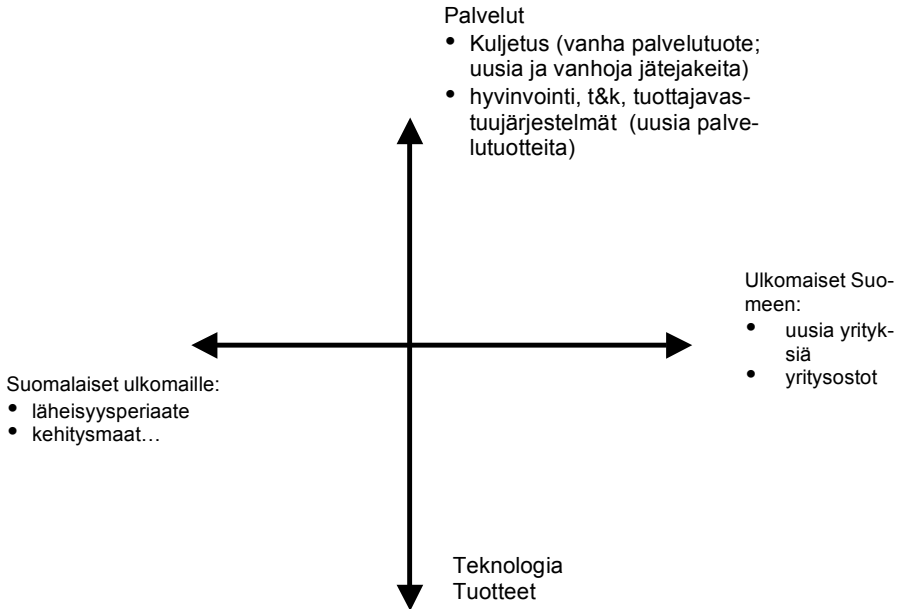 Palvelut
• Kuljetus (vanha palvelutuote;
uusia ja vanhoja jätejakeita)
• hyvinvointi, t&k, tuottajavas-
tuujärjestelmät (uusia palve-
lutuotteita)
Ulkomaiset Suo-
meen:
• uusia yrityk-
siä
• yritysostot
Suomalaiset ulkomaille:
• läheisyysperiaate
• kehitysmaat…
Teknologia
Tuotteet